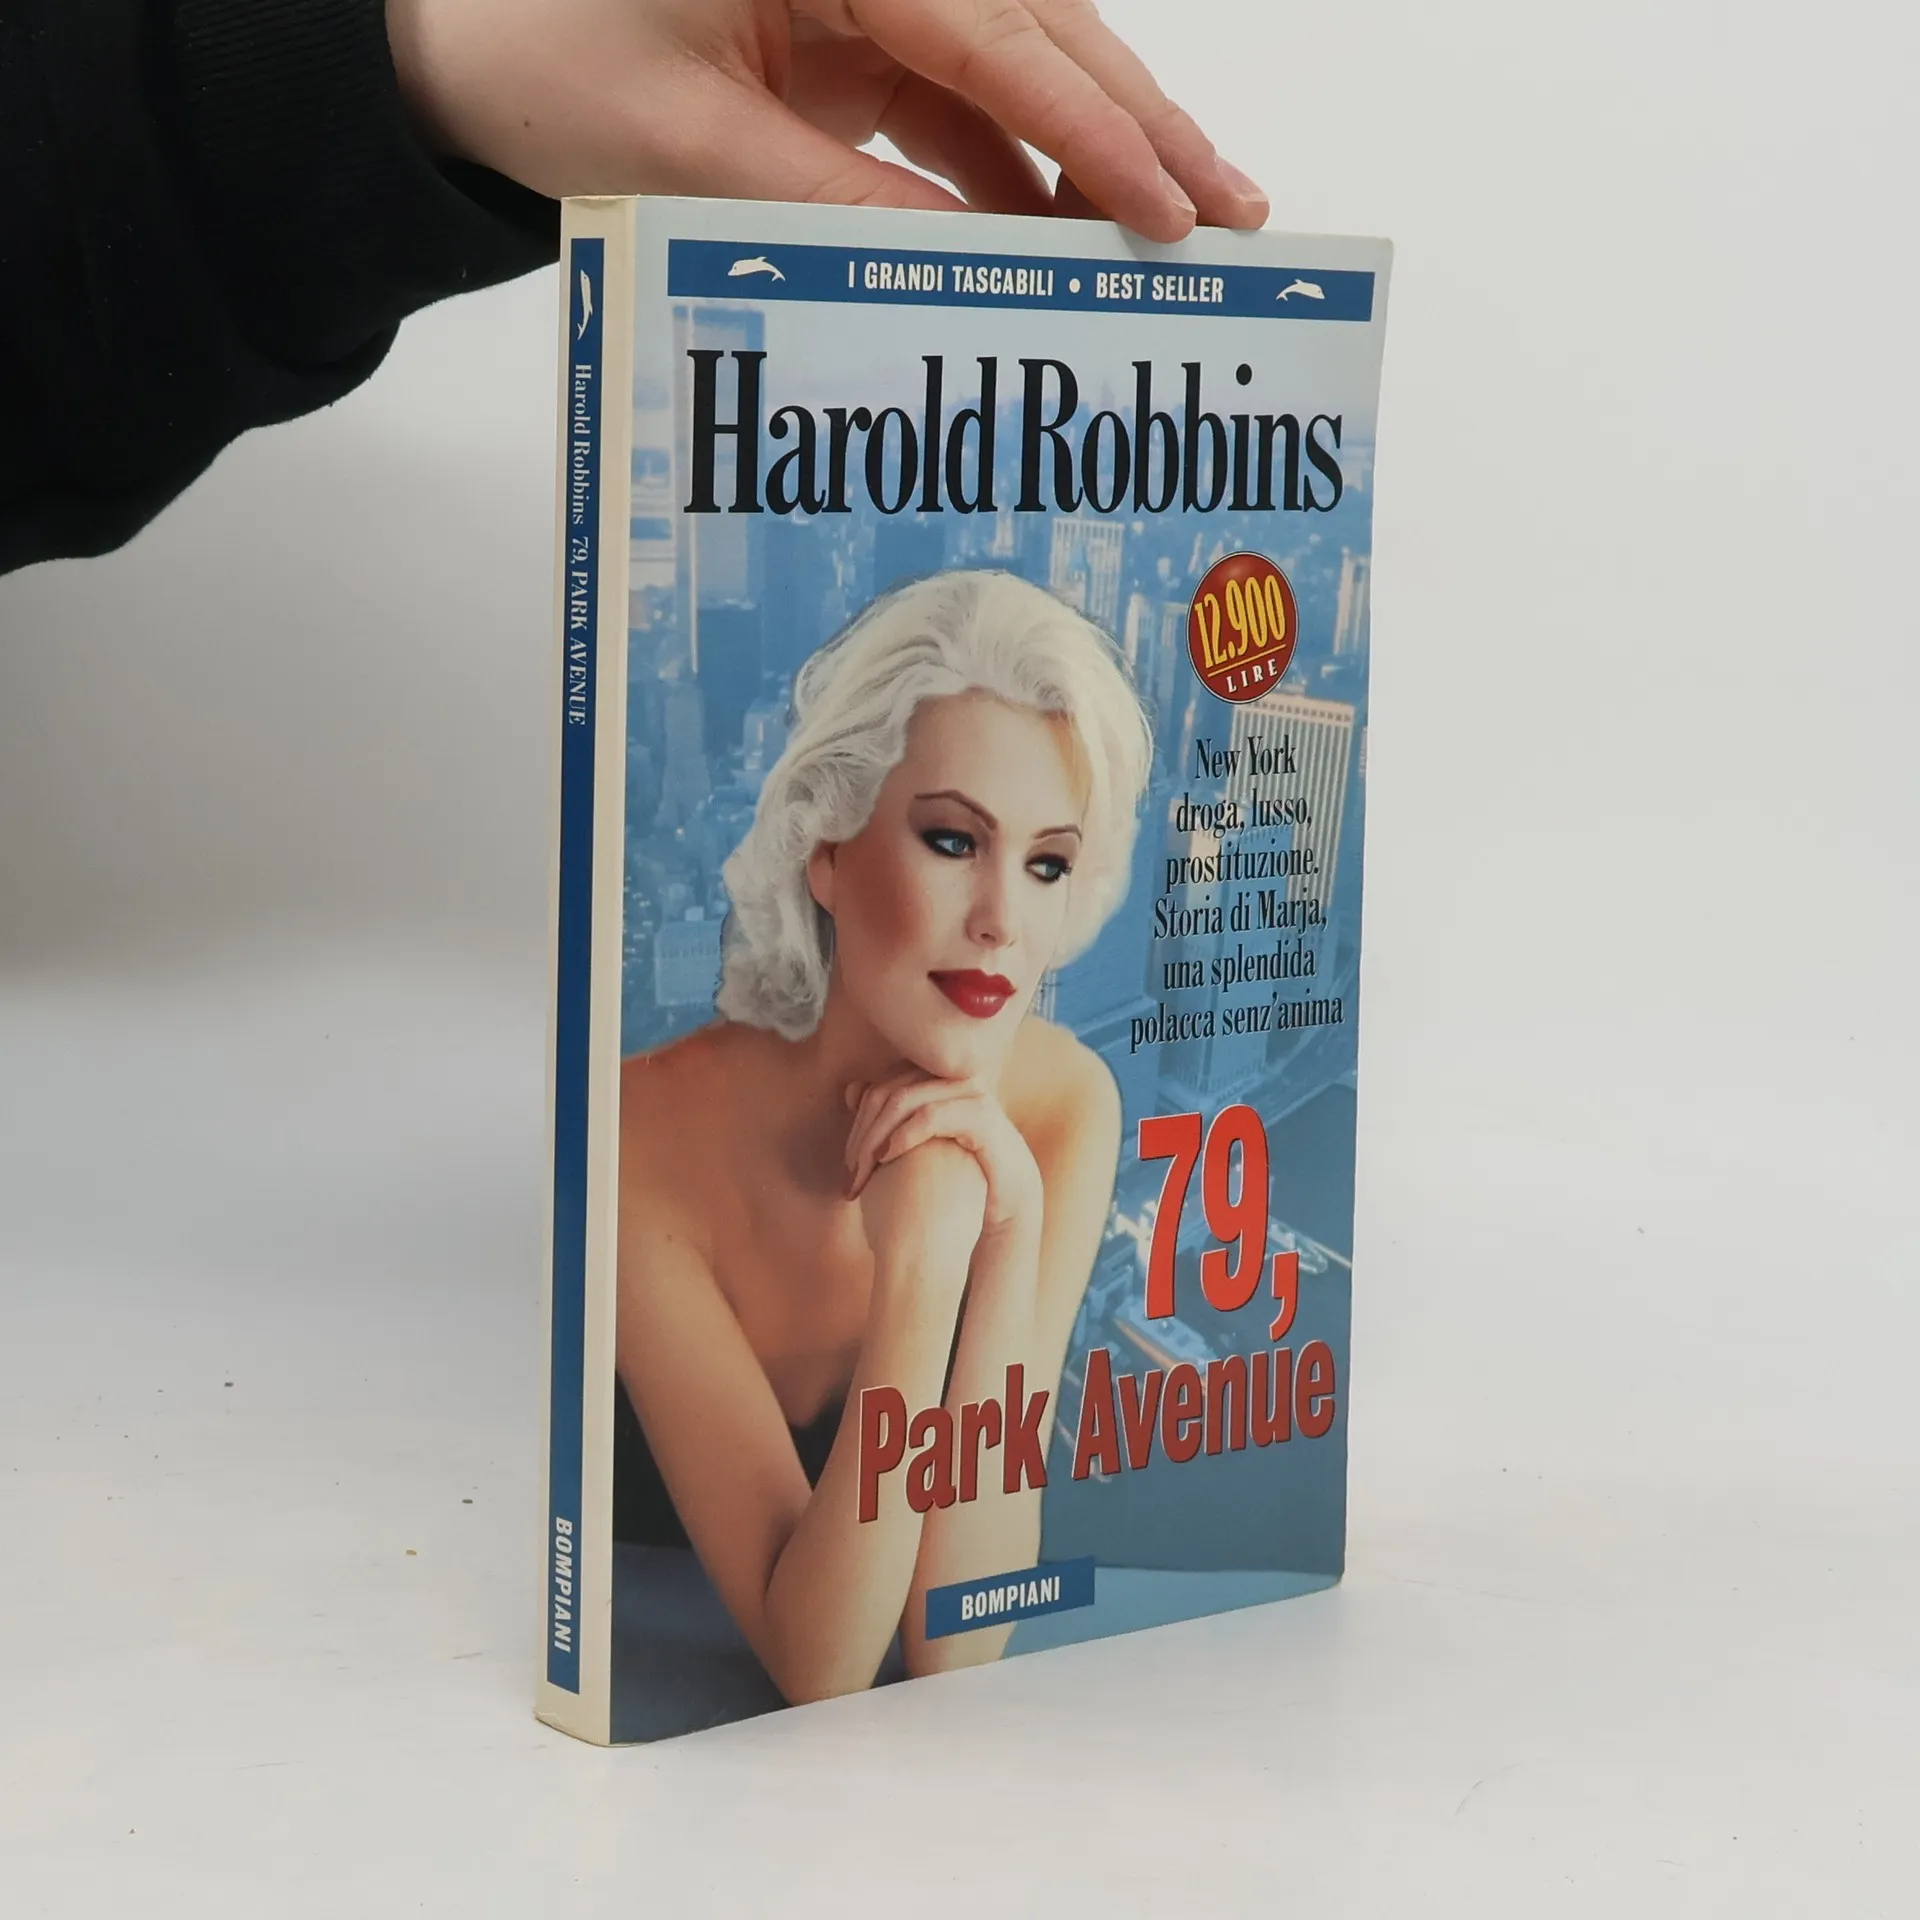 I GRANDI TASCABILI • BEST SELLER
Harold Robbins
12.900
LIRE
New York
droga, lusso,
prostituzione.
Storia di Marja,
una splendida
polacca senz'anima
79,
Park Avenue
BOMPIANI
Harold Robbins 79, PARK AVENUE
BOMPIANI